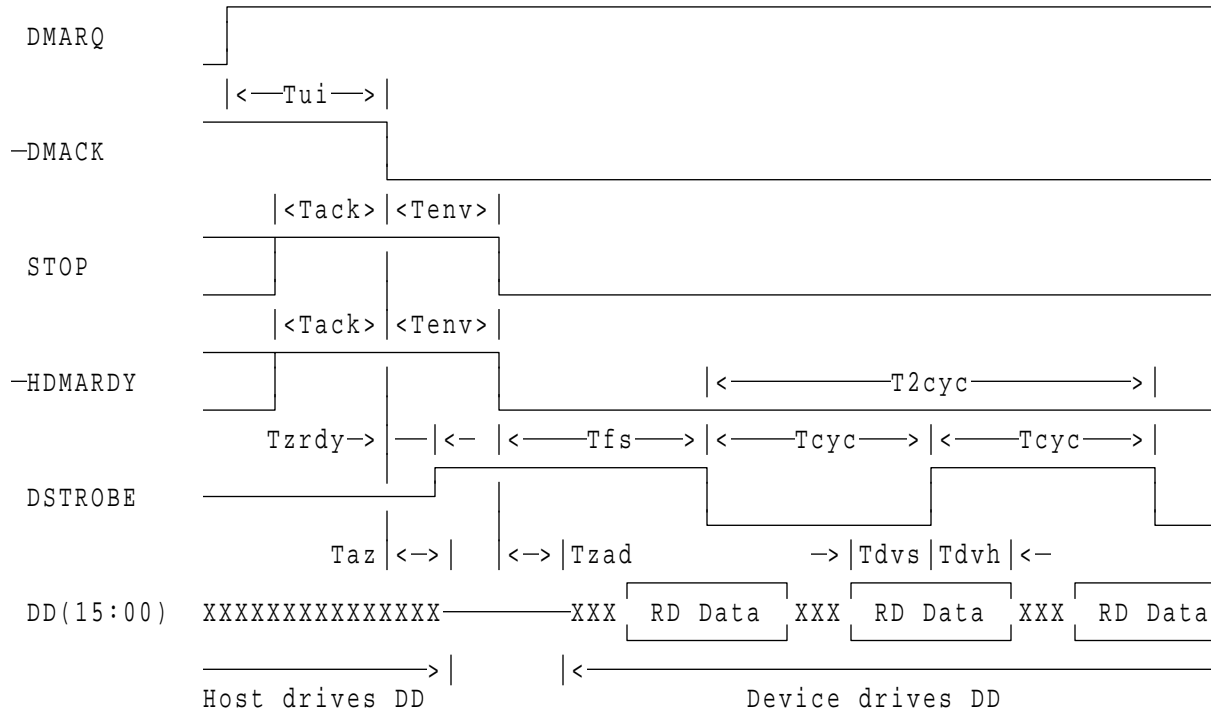 DMARQ
|<—Tui—>|
—DMACK
|<Tack>|<Tenv>|
STOP
|<Tack>|<Tenv>|
—HDMARDY |<——T2cyc——>|
Tzrdy—>|—|<— |<—Tfs—>|<—Tcyc—>|<—Tcyc—>|
DSTROBE
Taz|<—>| |<—>|Tzad —>|Tdvs|Tdvh|<—
DD(15:00) XXXXXXXXXXXXXXX———XXX RD Data XXX RD Data XXX RD Data
Host drives DD Device drives DD